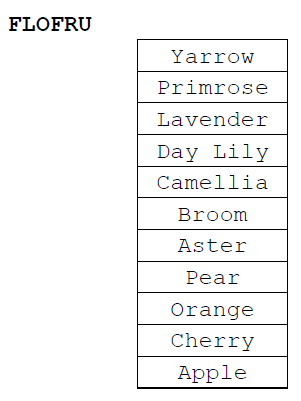 FLOFRU
Yarrow
Primrose
Lavender
Day Lily
Camellia
Broom
Aster
Pear
Orange
Cherry
Apple